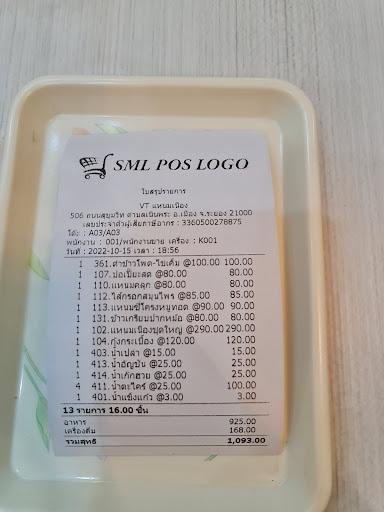 SML POS LOGO
ใบสรุปรายการ
VT แหนมเนือง
506 ถนนสุขุมวิท ตำบลเนินพระ อ.เมือง จ.ระยอง 21000
เลขประจำตัวผู้เสียภาษีอากร : 3360500278875
โต๊ะ : A03/A03
พนักงาน : 001/พนักงานขาย เครื่อง : K001
วันที่ : 2022-10-15 เวลา : 18:56
1 361.ตำข้าวโพด-ไข่เค็ม @100.00 100.00
1 107.ปอเปี๊ยะสด @80.00 80.00
1 110.แหนมคลุก @80.00 80.00
1 112.ไส้กรอกสมุนไพร @85.00 85.00
1 113.แหนมซี่โครงหมูทอด @90.00 90.00
1 131.ข้าวเกรียบปากหม้อ @80.00 80.00
1 102.แหนมเนืองชุดใหญ่ @290.00 290.00
1 104.กุ้งกระเบื้อง @120.00 120.00
1 403.น้ำเปล่า @15.00 15.00
1 413.น้ำอัญชัน @25.00 25.00
1 414.น้ำเก๊กฮวย @25.00 25.00
4 411.น้ำตะไคร้ @25.00 100.00
1 401.น้ำแข็งแก้ว @3.00 3.00
13 รายการ 16.00 ชิ้น
อาหาร 925.00
เครื่องดื่ม 168.00
รวมสุทธิ 1,093.00